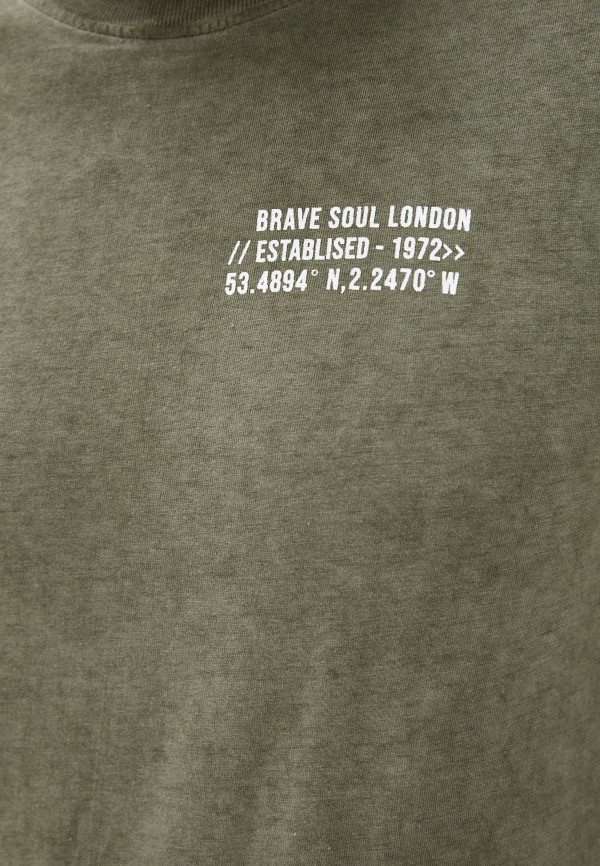 BRAVE SOUL LONDON
// ESTABLISED - 1972>>
53.4894° N,2.2470° W